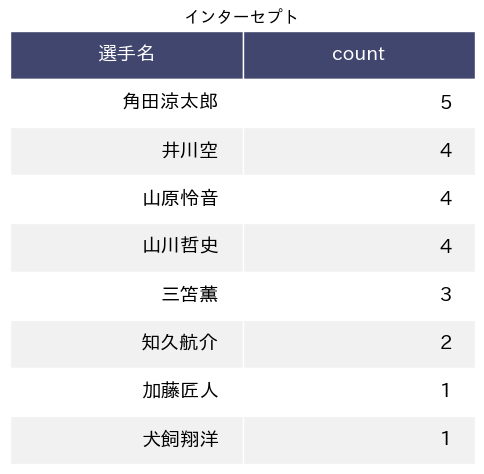 インターセプト
選手名 count
角田涼太郎 5
井川空 4
山原怜音 4
山川哲史 4
三笘薫 3
知久航介 2
加藤匠人 1
犬飼翔洋 1